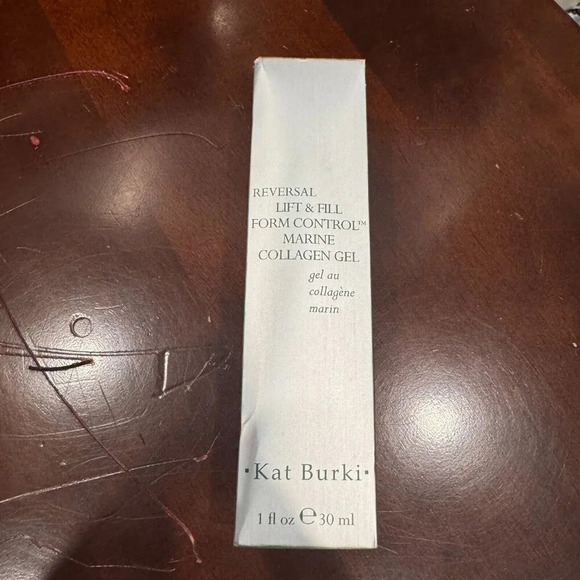 REVERSAL
LIFT & FILL
FORM CONTROL™
MARINE
COLLAGEN GEL
gel au
collagène
marin
·Kat Burki·
1 fl oz ℮ 30 ml